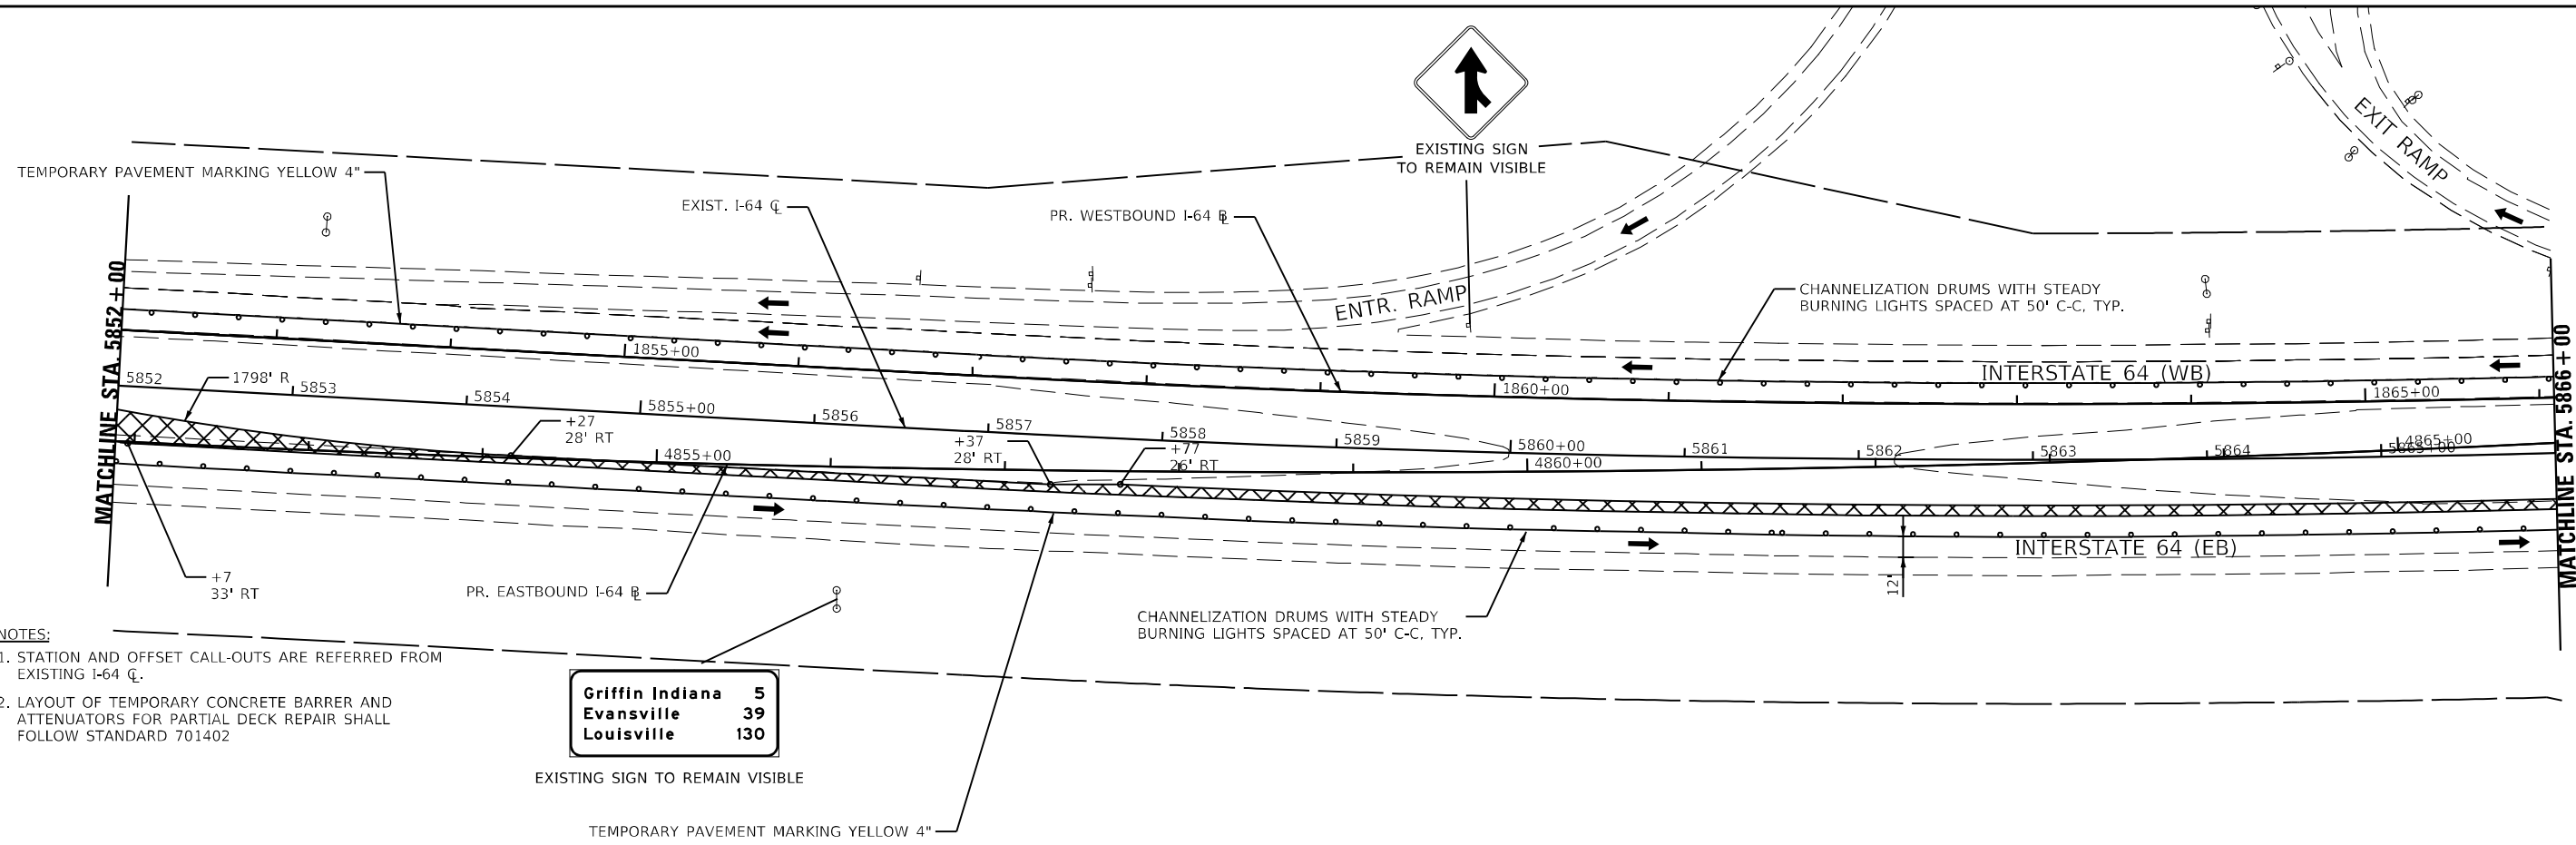 TEMPORARY PAVEMENT MARKING YELLOW 4"
EXIST. I-64 ℄
PR. WESTBOUND I-64 BL
EXISTING SIGN
TO REMAIN VISIBLE
EXIT RAMP
ENTR. RAMP
CHANNELIZATION DRUMS WITH STEADY
BURNING LIGHTS SPACED AT 50' C-C, TYP.
MATCHLINE STA. 5852+00
1855+00
1860+00
INTERSTATE 64 (WB)
1865+00
MATCHLINE STA. 5866+00
5852
1798' R
5853
5854
5855+00
5856
5857
5858
5859
5860+00
5861
5862
5863
5864
5865+00
4865+00
+27
28' RT
4855+00
+37
28' RT
+77
26' RT
4860+00
INTERSTATE 64 (EB)
12'
+7
33' RT
PR. EASTBOUND I-64 BL
CHANNELIZATION DRUMS WITH STEADY
BURNING LIGHTS SPACED AT 50' C-C, TYP.
NOTES:
1. STATION AND OFFSET CALL-OUTS ARE REFERRED FROM
EXISTING I-64 ℄.
2. LAYOUT OF TEMPORARY CONCRETE BARRER AND
ATTENUATORS FOR PARTIAL DECK REPAIR SHALL
FOLLOW STANDARD 701402
Griffin Indiana 5
Evansville 39
Louisville 130
EXISTING SIGN TO REMAIN VISIBLE
TEMPORARY PAVEMENT MARKING YELLOW 4"